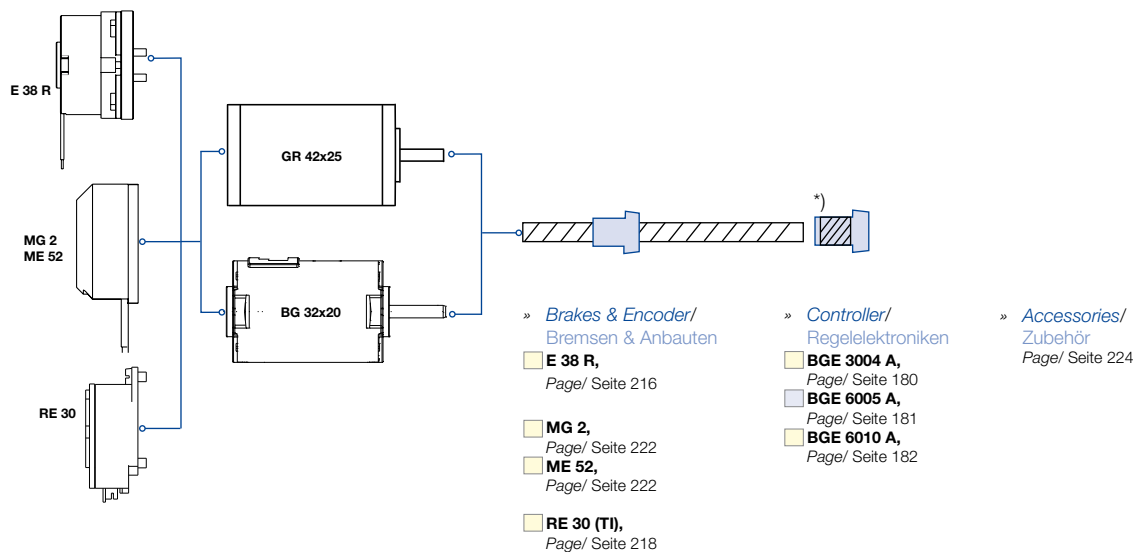 E 38 R
GR 42x25
*)
MG 2
ME 52
BG 32x20
RE 30
» Brakes & Encoder/
Bremsen & Anbauten
E 38 R,
Page/ Seite 216
MG 2,
Page/ Seite 222
ME 52,
Page/ Seite 222
RE 30 (TI),
Page/ Seite 218
» Controller/
Regelelektroniken
BGE 3004 A,
Page/ Seite 180
BGE 6005 A,
Page/ Seite 181
BGE 6010 A,
Page/ Seite 182
» Accessories/
Zubehör
Page/ Seite 224